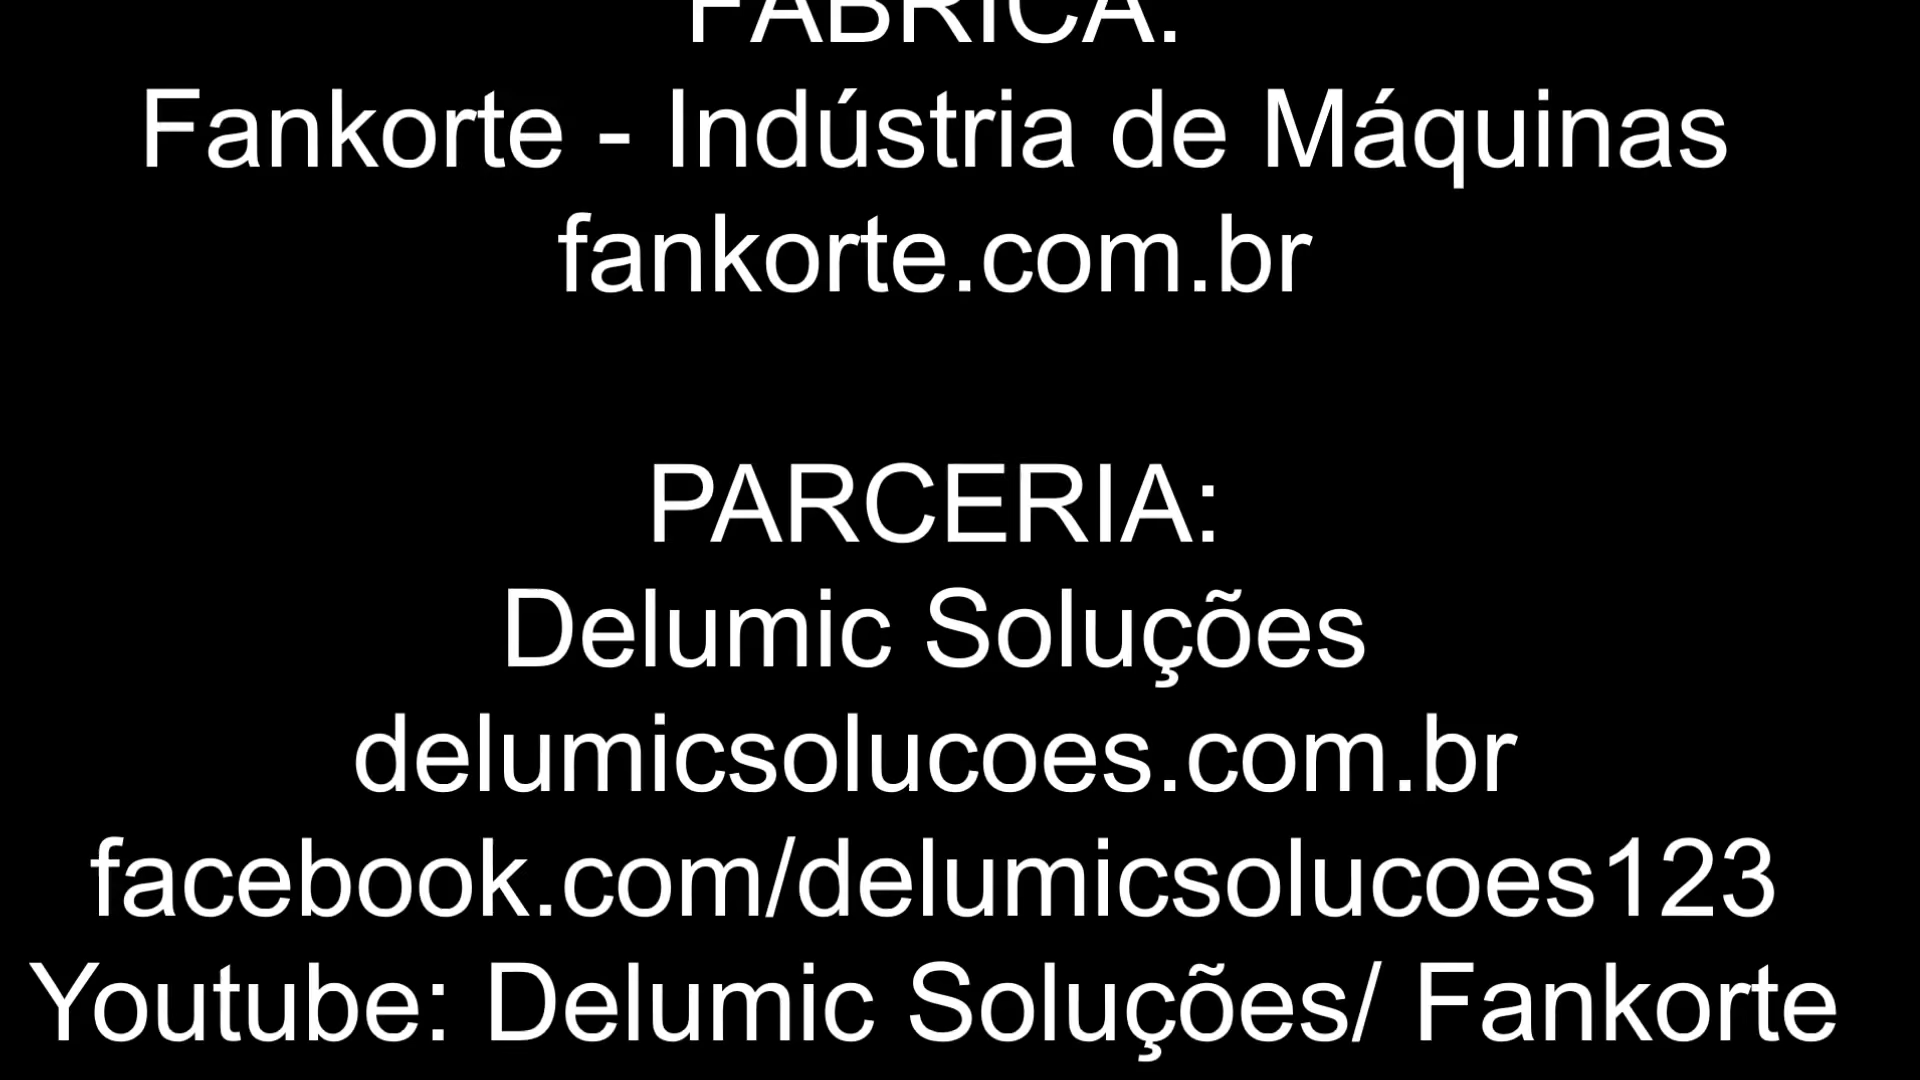 FÁBRICA:
Fankorte - Indústria de Máquinas
fankorte.com.br
PARCERIA:
Delumic Soluções
delumicsolucoes.com.br
facebook.com/delumicsolucoes123
Youtube: Delumic Soluções/ Fankorte